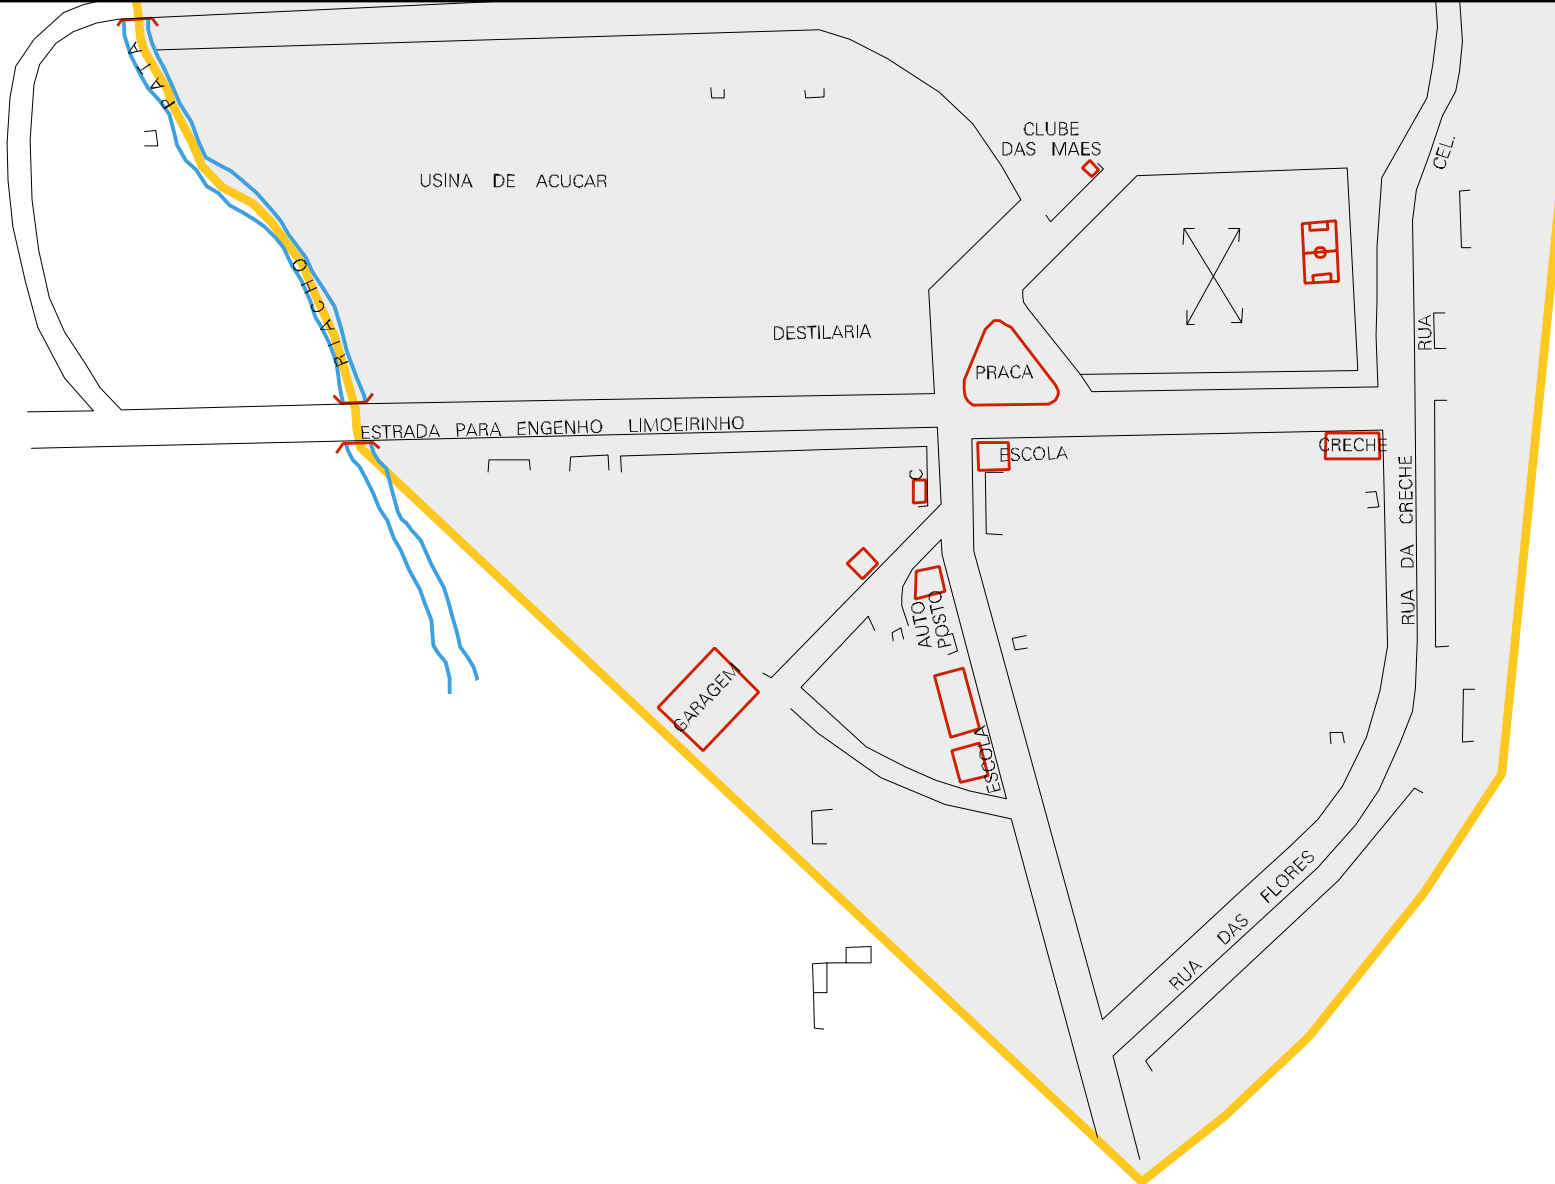 PATA
CLUBE
DAS MAES
CEL.
USINA DE ACUCAR
RIACHO
DESTILARIA
RUA
PRACA
ESTRADA PARA ENGENHO LIMOEIRINHO
ESCOLA
CRECHE
C
RUA DA CRECHE
AUTO
POSTO
GARAGEM
ESCOLA
RUA DAS FLORES